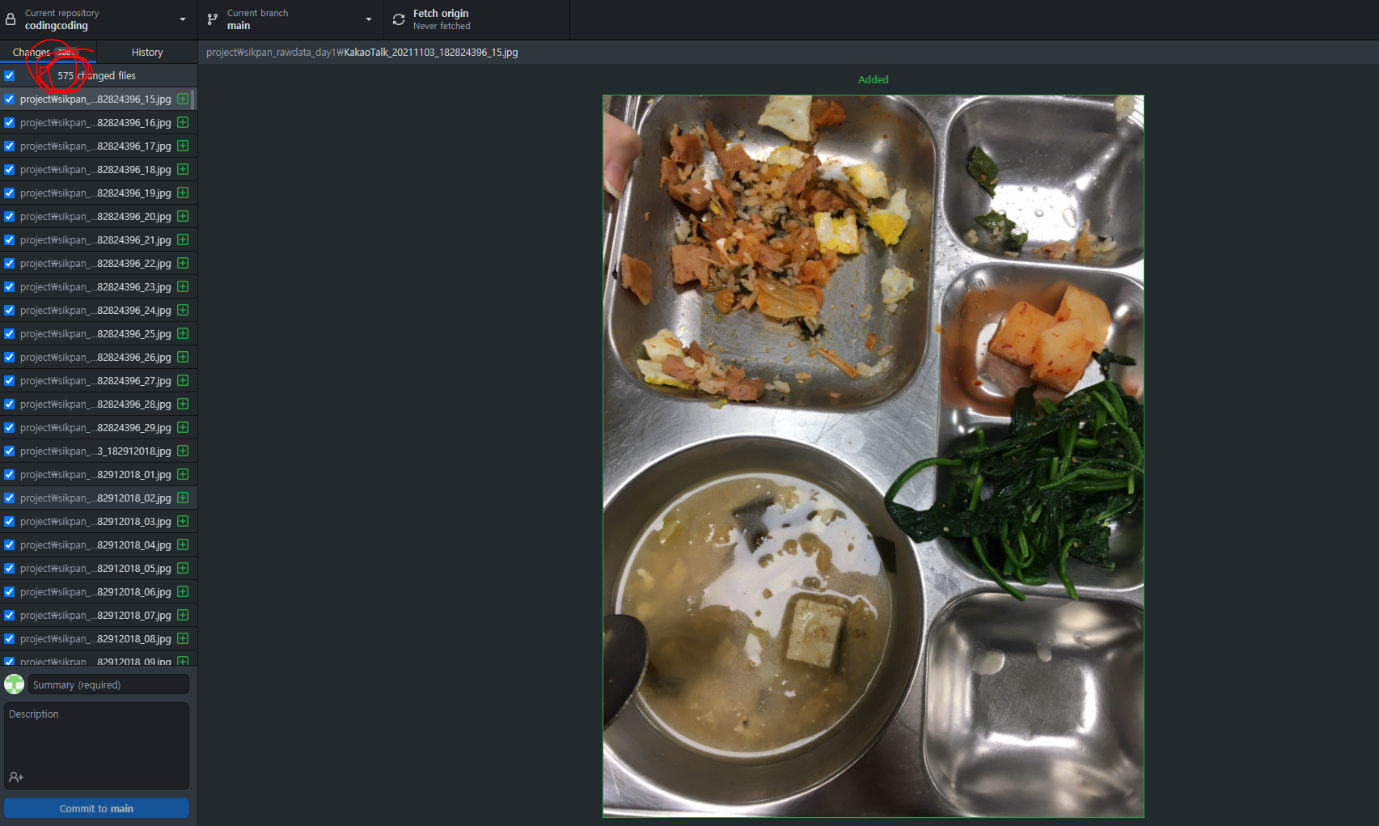 Current repository
codingcoding
Current branch
main
Fetch origin
Never fetched
Changes
History
project₩sikpan_rawdata_day1₩KakaoTalk_20211103_182824396_15.jpg
575 changed files
Added
project₩sikpan_...82824396_15.jpg
project₩sikpan_...82824396_16.jpg
project₩sikpan_...82824396_17.jpg
project₩sikpan_...82824396_18.jpg
project₩sikpan_...82824396_19.jpg
project₩sikpan_...82824396_20.jpg
project₩sikpan_...82824396_21.jpg
project₩sikpan_...82824396_22.jpg
project₩sikpan_...82824396_23.jpg
project₩sikpan_...82824396_24.jpg
project₩sikpan_...82824396_25.jpg
project₩sikpan_...82824396_26.jpg
project₩sikpan_...82824396_27.jpg
project₩sikpan_...82824396_28.jpg
project₩sikpan_...82824396_29.jpg
project₩sikpan_...3_182912018.jpg
project₩sikpan_...82912018_01.jpg
project₩sikpan_...82912018_02.jpg
project₩sikpan_...82912018_03.jpg
project₩sikpan_...82912018_04.jpg
project₩sikpan_...82912018_05.jpg
project₩sikpan_...82912018_06.jpg
project₩sikpan_...82912018_07.jpg
project₩sikpan_...82912018_08.jpg
project₩sikpan_...82912018_09.jpg
Summary (required)
Description
Commit to main